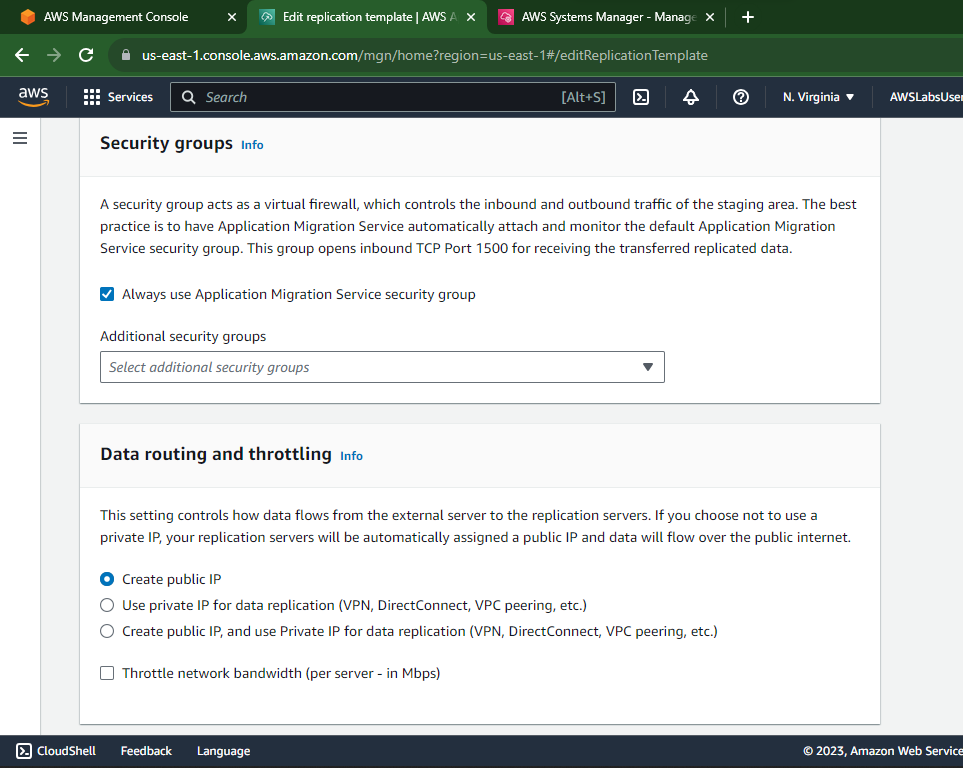 AWS Management Console
Edit replication template | AWS A
AWS Systems Manager - Manage
us-east-1.console.aws.amazon.com/mgn/home?region=us-east-1#/editReplicationTemplate
aws
Services
Search
[Alt+S]
N. Virginia
AWSLabsUser
Security groups Info
A security group acts as a virtual firewall, which controls the inbound and outbound traffic of the staging area. The best
practice is to have Application Migration Service automatically attach and monitor the default Application Migration
Service security group. This group opens inbound TCP Port 1500 for receiving the transferred replicated data.
Always use Application Migration Service security group
Additional security groups
Select additional security groups
Data routing and throttling Info
This setting controls how data flows from the external server to the replication servers. If you choose not to use a
private IP, your replication servers will be automatically assigned a public IP and data will flow over the public internet.
Create public IP
Use private IP for data replication (VPN, DirectConnect, VPC peering, etc.)
Create public IP, and use Private IP for data replication (VPN, DirectConnect, VPC peering, etc.)
Throttle network bandwidth (per server - in Mbps)
CloudShell
Feedback
Language
© 2023, Amazon Web Service